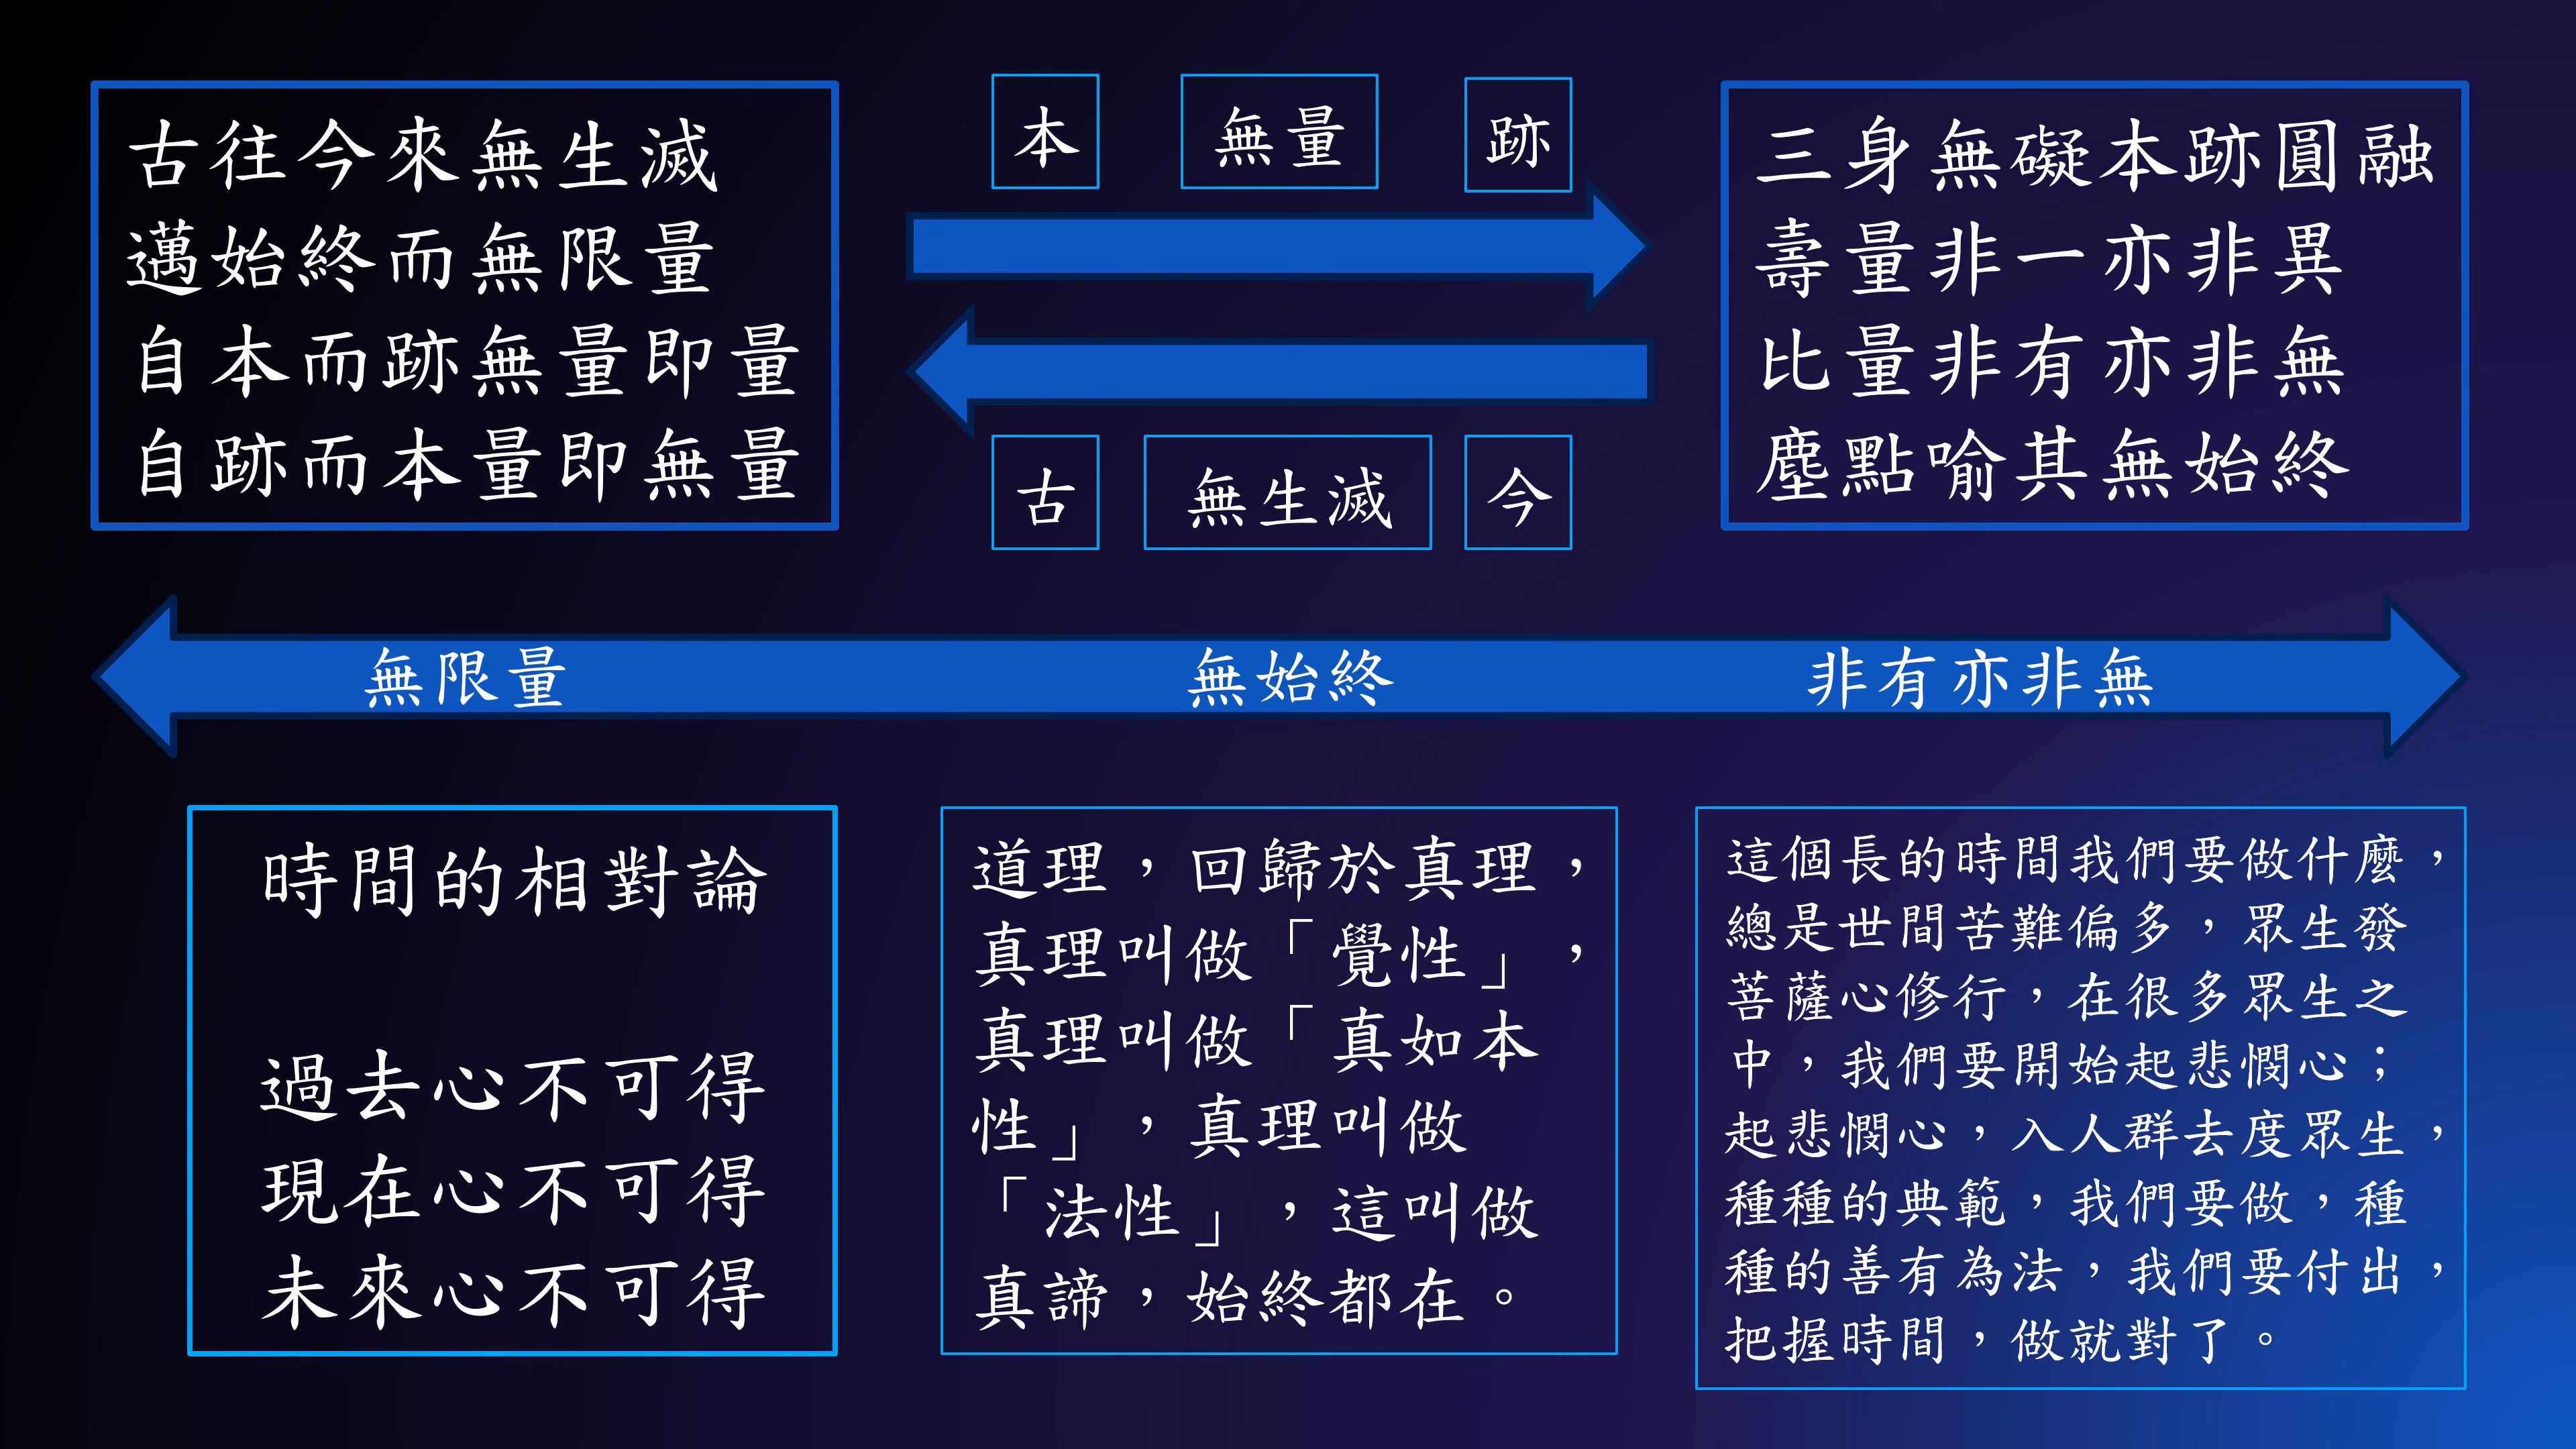 古往今來無生滅
邁始終而無限量
自本而跡無量即量
自跡而本量即無量
本
無量
跡
古
無生滅
今
三身無礙本跡圓融
壽量非一亦非異
比量非有亦非無
塵點喻其無始終
無限量
無始終
非有亦非無
時間的相對論
過去心不可得
現在心不可得
未來心不可得
道理，回歸於真理，
真理叫做「覺性」，
真理叫做「真如本
性」，真理叫做
「法性」，這叫做
真諦，始終都在。
這個長的時間我們要做什麼，
總是世間苦難偏多，眾生發
菩薩心修行，在很多眾生之
中，我們要開始起悲憫心；
起悲憫心，入人群去度眾生，
種種的典範，我們要做，種
種的善有為法，我們要付出，
把握時間，做就對了。